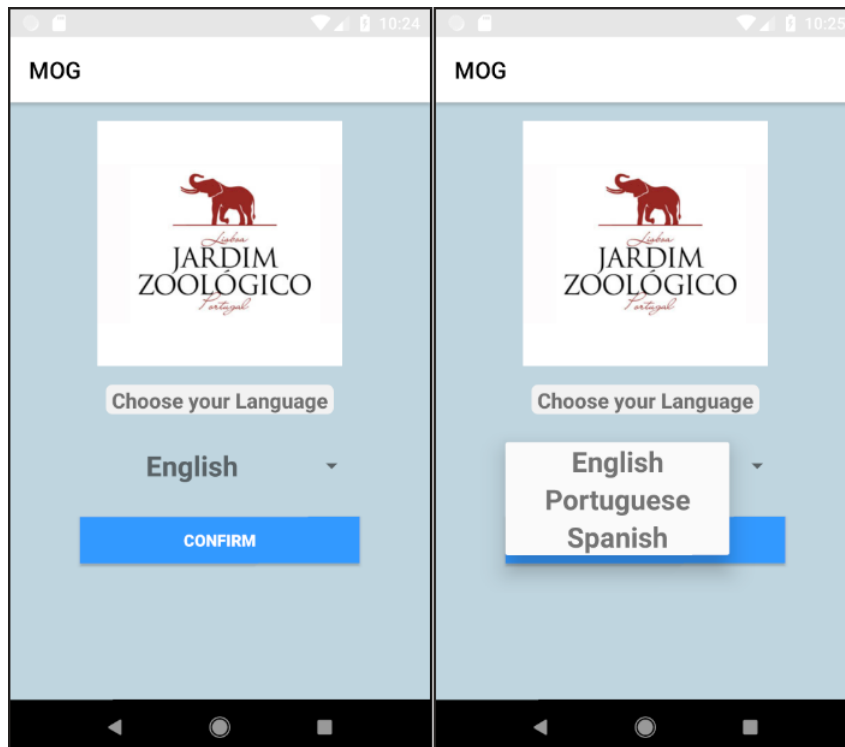 10:24
MOG
Lisboa
JARDIM
ZOOLÓGICO
Portugal
Choose your Language
English
CONFIRM
10:25
MOG
Lisboa
JARDIM
ZOOLÓGICO
Portugal
Choose your Language
English
Portuguese
Spanish